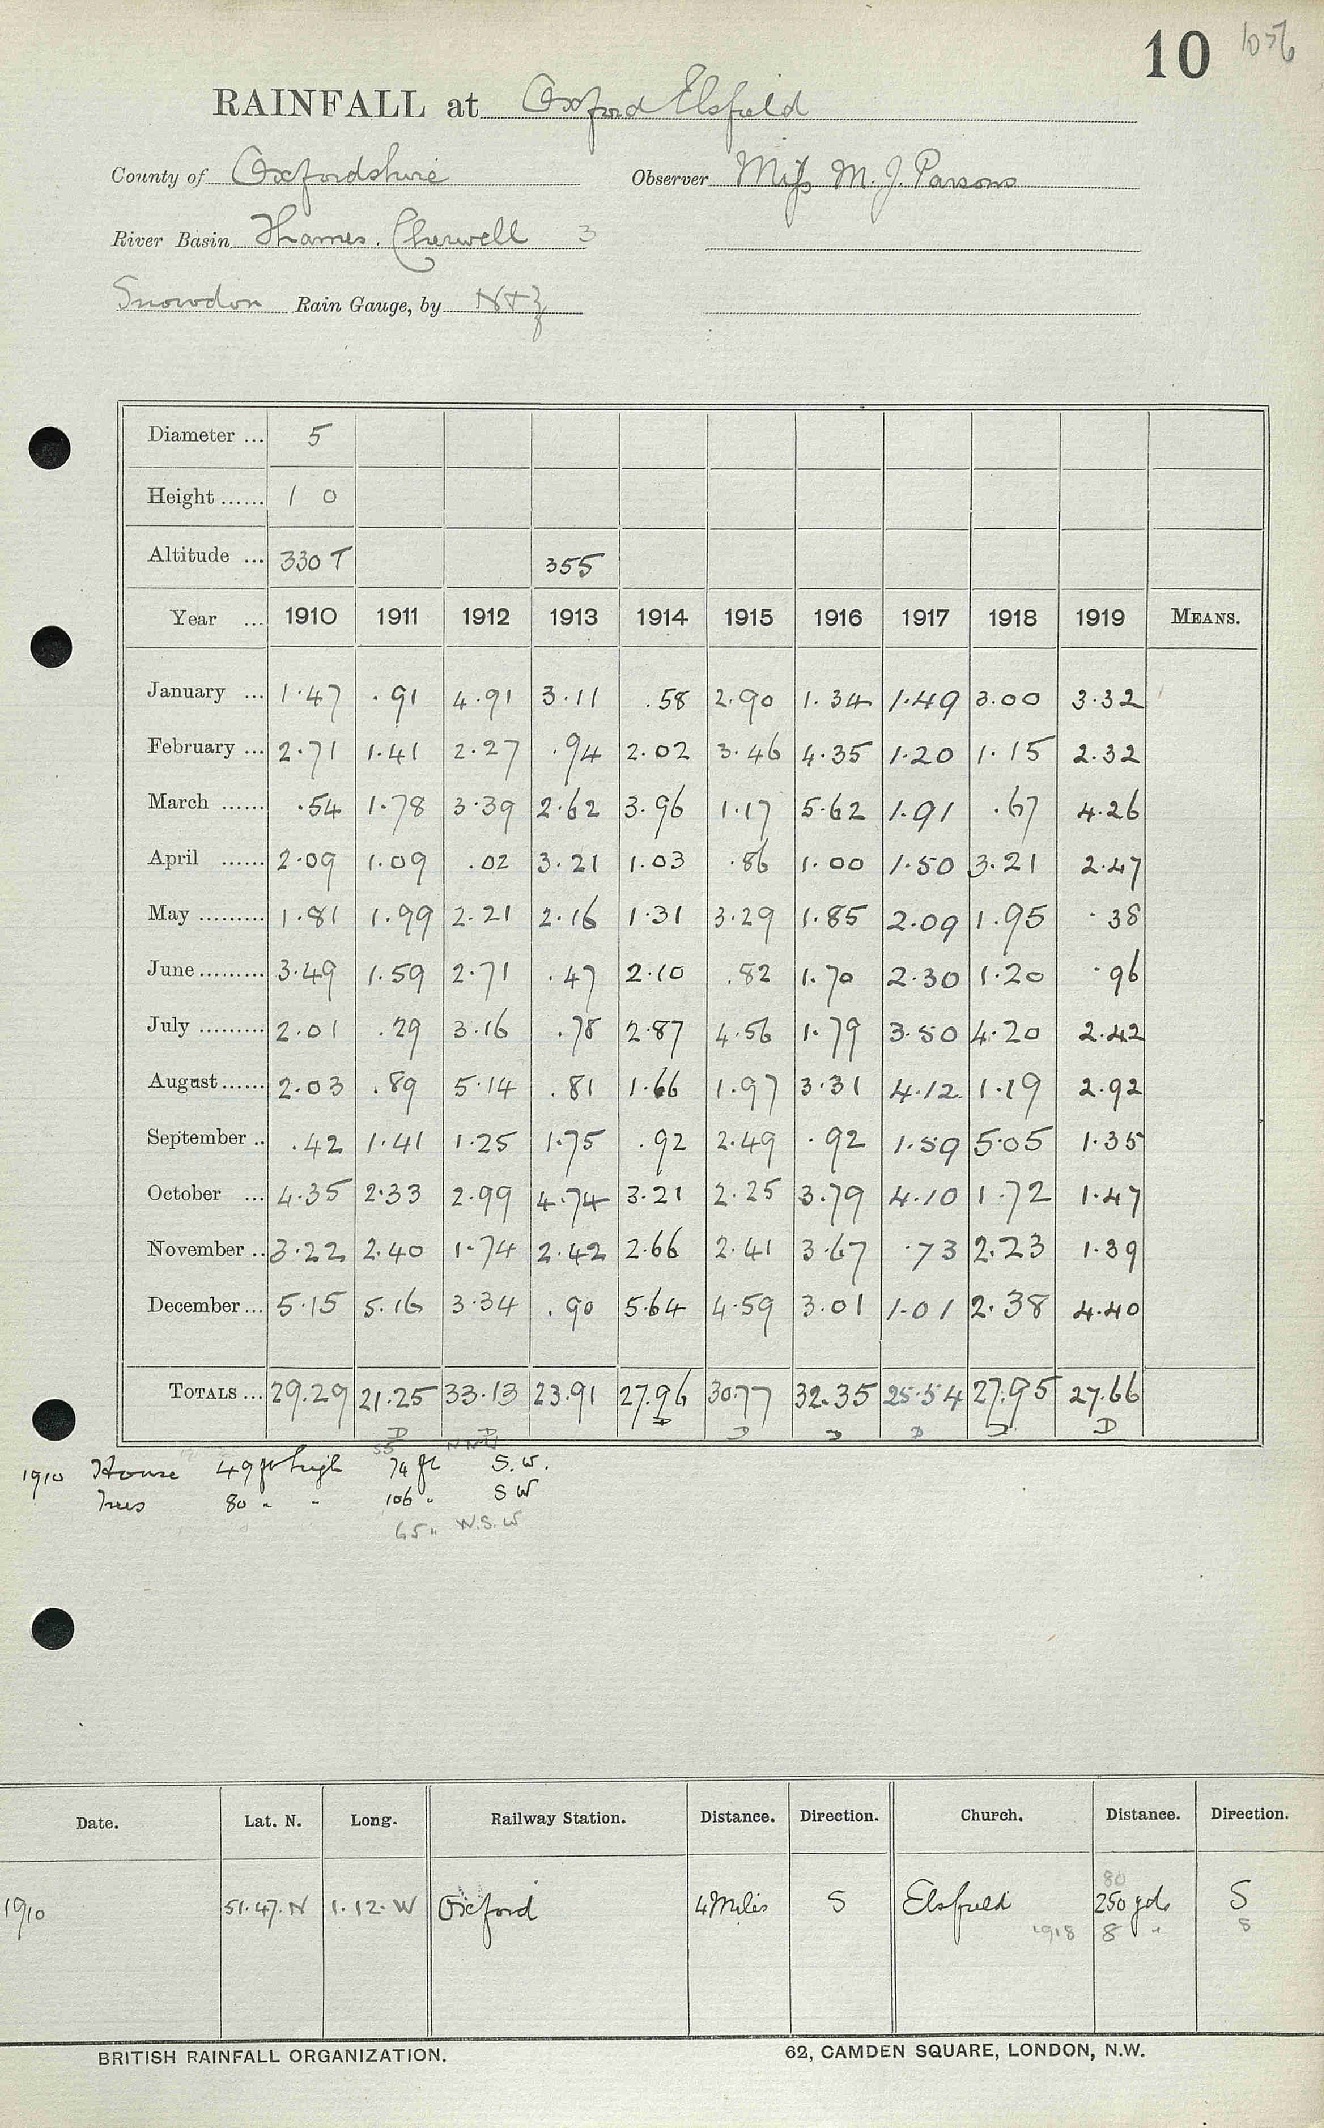 10 1056
RAINFALL at Oxford Elsfield
County of Oxfordshire Observer Miss M. J. Parsons
River Basin Thames. Cherwell 3
Snowdon Rain Gauge, by N+Z
Diameter ... 5
Height ...... 1 0
Altitude ... 330 T 355
Year ... 1910 1911 1912 1913 1914 1915 1916 1917 1918 1919 MEANS.
January ... 1.47 .91 4.91 3.11 .58 2.90 1.34 1.49 3.00 3.32
February ... 2.71 1.41 2.27 .94 2.02 3.46 4.35 1.20 1.15 2.32
March ...... .54 1.78 3.39 2.62 3.96 1.17 5.62 1.91 .67 4.26
April ...... 2.09 1.09 .02 3.21 1.03 .86 1.00 1.50 3.21 2.47
May ......... 1.81 1.99 2.21 2.16 1.31 3.29 1.85 2.09 1.95 .38
June ......... 3.49 1.59 2.71 .47 2.10 .82 1.70 2.30 1.20 .96
July ......... 2.01 .29 3.16 .78 2.87 4.56 1.79 3.50 4.20 2.42
August ...... 2.03 .89 5.14 .81 1.66 1.97 3.31 4.12 1.19 2.92
September .. .42 1.41 1.25 1.75 .92 2.49 .92 1.59 5.05 1.35
October ... 4.35 2.33 2.99 4.74 3.21 2.25 3.79 4.10 1.72 1.47
November .. 3.22 2.40 1.74 2.42 2.66 2.41 3.67 .73 2.23 1.39
December ... 5.15 5.16 3.34 .90 5.64 4.59 3.01 1.01 2.38 4.40
TOTALS ... 29.29 21.25 33.13 23.91 27.96 30.77 32.35 25.54 27.95 27.66
D D D D D D D D
55 NNW
1910 House 49 ft high 74 ft S.W.
Trees 80 " " 106 " SW
65 " W.S.W
Date. Lat. N. Long. Railway Station. Distance. Direction. Church. Distance. Direction.
80
1910 51.47.N 1.12.W Oxford 4 Miles S Elsfield 250 yds S
1918 8 " S
BRITISH RAINFALL ORGANIZATION. 62, CAMDEN SQUARE, LONDON, N.W.